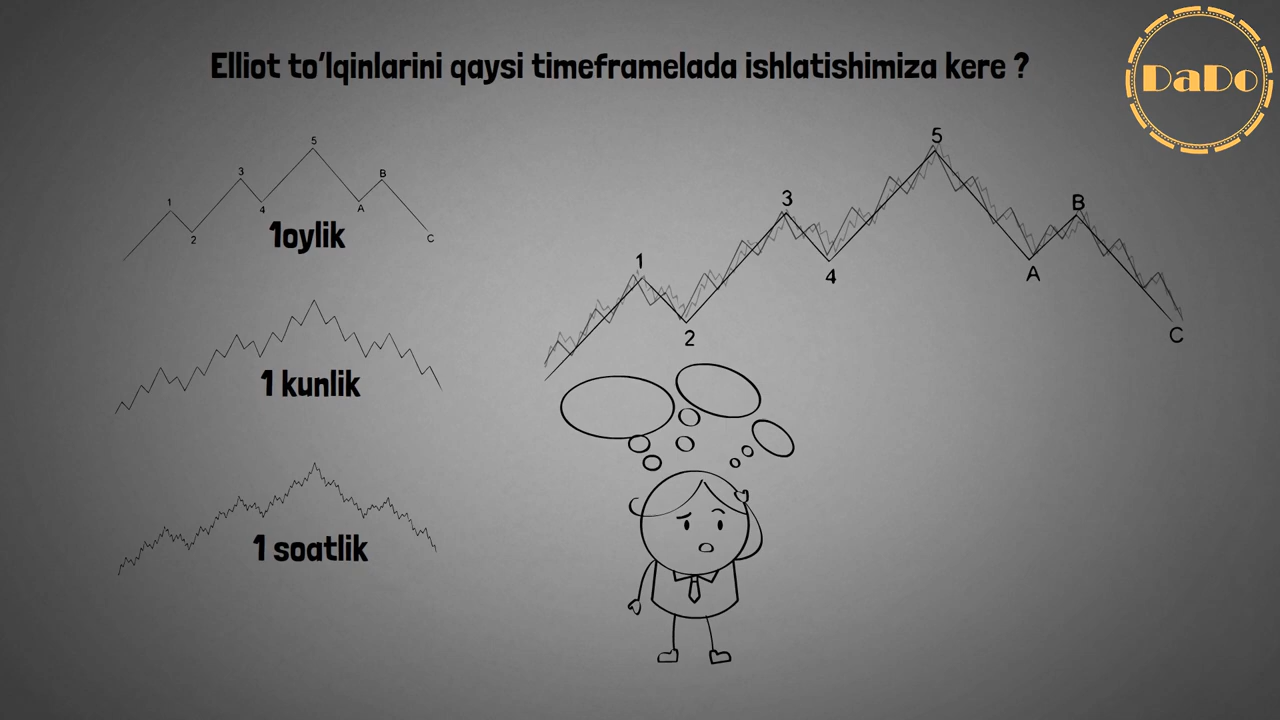 Elliot to'lqinlarini qaysi timeframelada ishlatishimiza kere ?
DaDo
5
3
B
1
4
A
2
C
1oylik
1 kunlik
1 soatlik
5
3
B
1
4
A
2
C